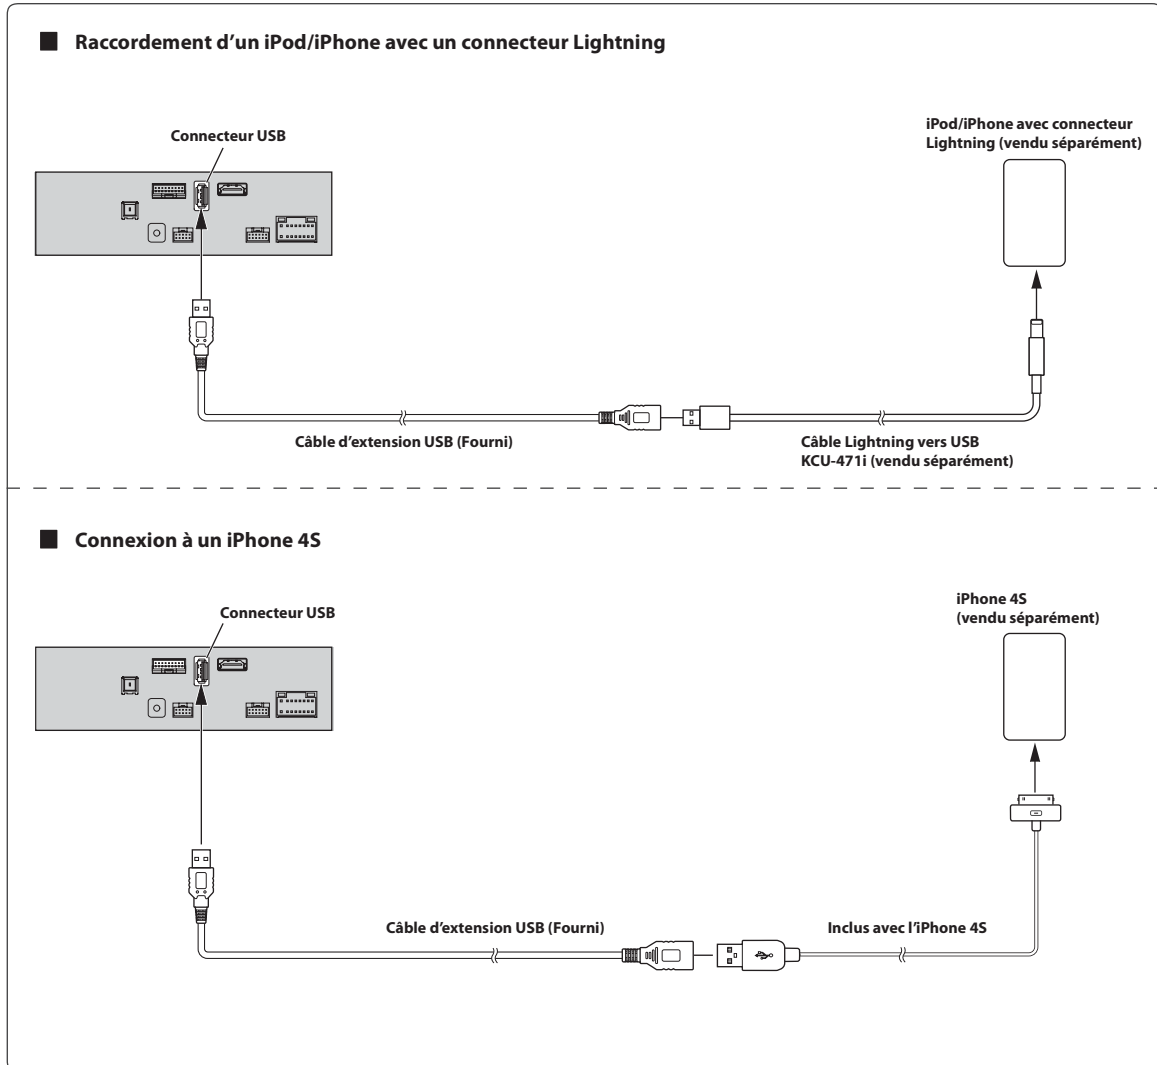 Raccordement d’un iPod/iPhone avec un connecteur Lightning
Connecteur USB
iPod/iPhone avec connecteur
Lightning (vendu séparément)
Câble d’extension USB (Fourni)
Câble Lightning vers USB
KCU-471i (vendu séparément)
Connexion à un iPhone 4S
Connecteur USB
iPhone 4S
(vendu séparément)
Câble d’extension USB (Fourni)
Inclus avec l’iPhone 4S